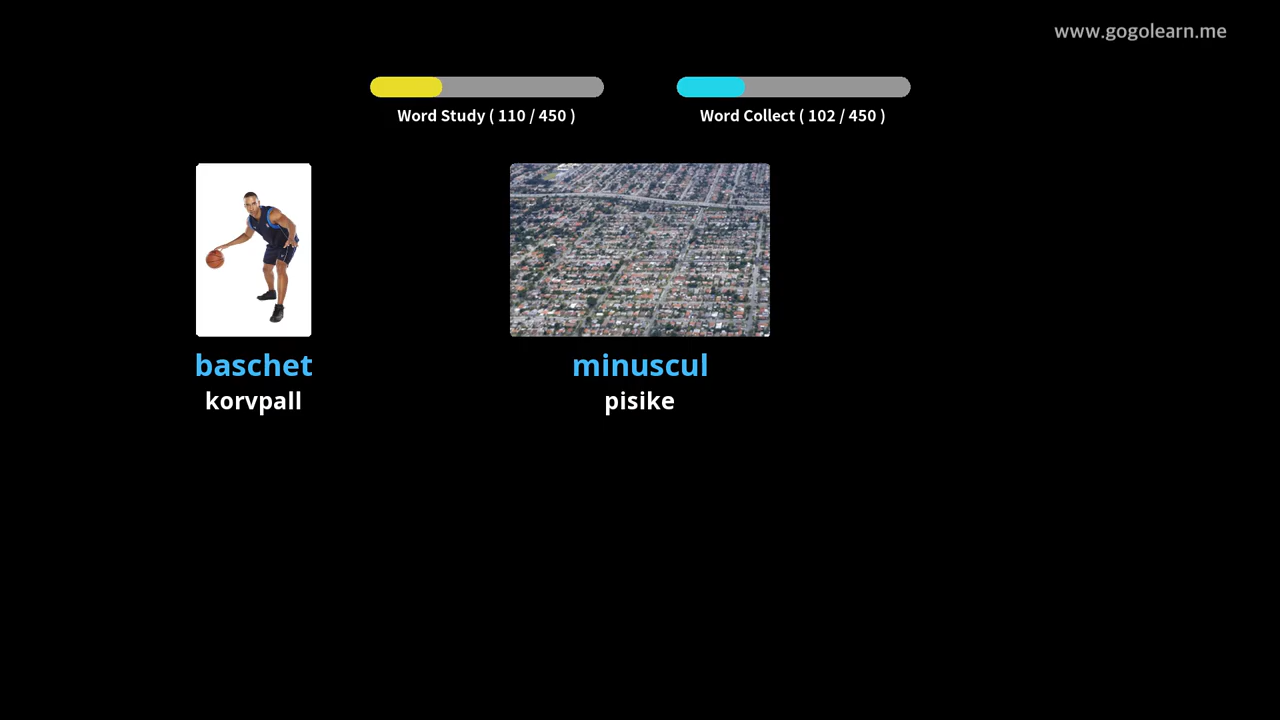 www.gogolearn.me
Word Study ( 110 / 450 )
Word Collect ( 102 / 450 )
baschet
korvpall
minuscul
pisike